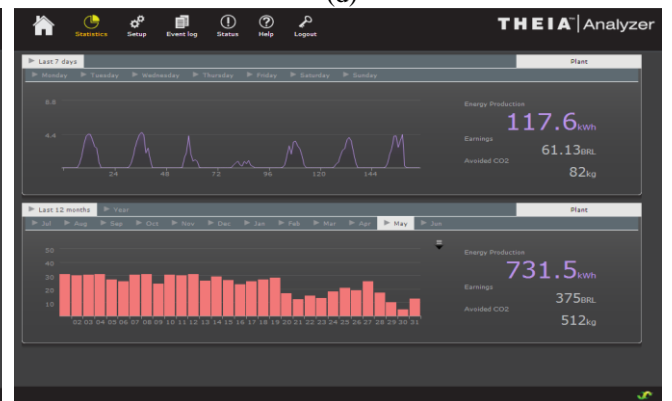 (d)
Statistics Setup Event log Status Help Logout THEIA™ Analyzer
Last 7 days Plant
Monday Tuesday Wednesday Thursday Friday Saturday Sunday
8.8
4.4
24 48 72 96 120 144
Energy Production
117.6kWh
Earnings
61.13BRL
Avoided CO2
82kg
Last 12 months Year Plant
Jul Aug Sep Oct Nov Dec Jan Feb Mar Apr May Jun
50
40
30
20
10
02 03 04 05 06 07 08 09 10 11 12 13 14 15 16 17 18 19 20 21 22 23 24 25 26 27 28 29 30 31
Energy Production
731.5kWh
Earnings
375BRL
Avoided CO2
512kg